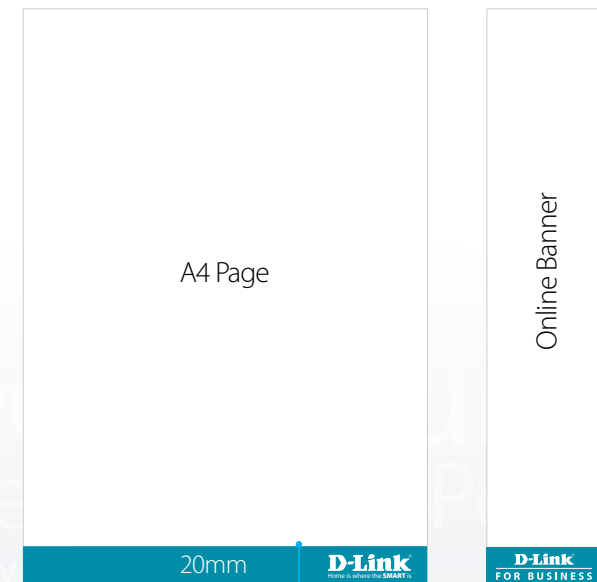 A4 Page
Online Banner
20mm
D-Link®
Home is where the SMART is
D-Link
FOR BUSINESS